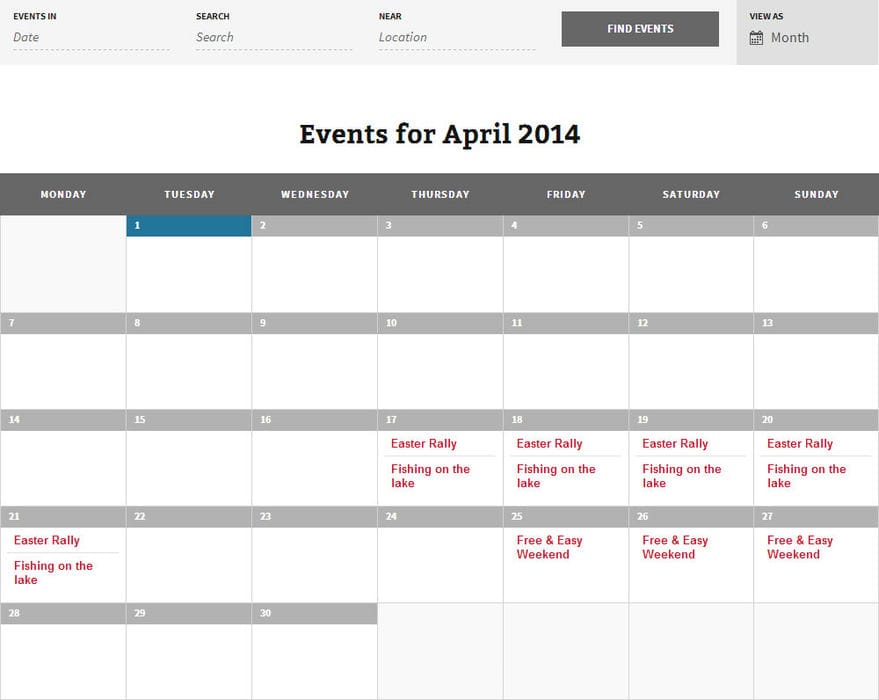 EVENTS IN SEARCH NEAR VIEW AS
Date Search Location FIND EVENTS Month
Events for April 2014
MONDAY TUESDAY WEDNESDAY THURSDAY FRIDAY SATURDAY SUNDAY
1 2 3 4 5 6
7 8 9 10 11 12 13
14 15 16 17 18 19 20
Easter Rally Easter Rally Easter Rally Easter Rally
Fishing on the Fishing on the Fishing on the Fishing on the
lake lake lake lake
21 22 23 24 25 26 27
Easter Rally Free & Easy Free & Easy Free & Easy
Weekend Weekend Weekend
Fishing on the
lake
28 29 30